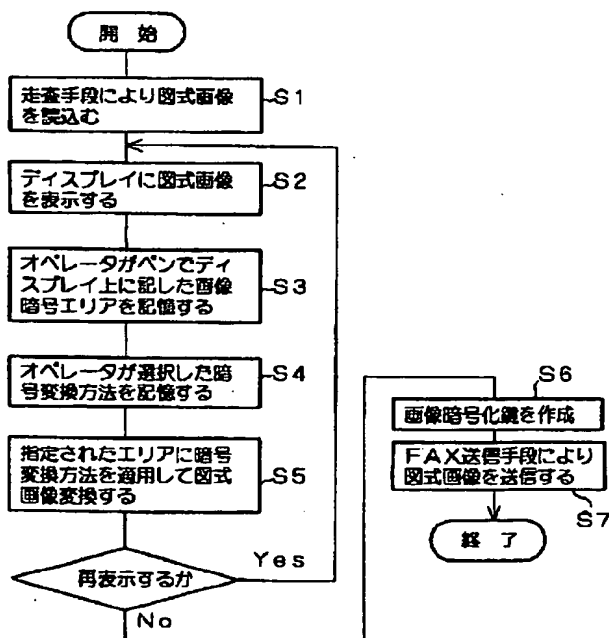 開 始
走査手段により図式画像
を読込む
S1
ディスプレイに図式画像
を表示する
S2
オペレータがペンでディ
スプレイ上に記した画像
暗号エリアを記憶する
S3
オペレータが選択した暗
号変換方法を記憶する
S4
指定されたエリアに暗号
変換方法を適用して図式
画像変換する
S5
再表示するか
Yes
No
S6
画像暗号化鍵を作成
FAX送信手段により
図式画像を送信する
S7
終 了